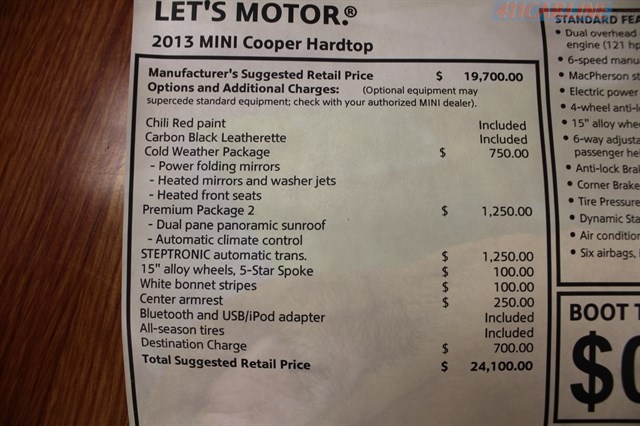 LET'S MOTOR.®
2013 MINI Cooper Hardtop
Manufacturer's Suggested Retail Price $ 19,700.00
Options and Additional Charges: (Optional equipment may
supercede standard equipment; check with your authorized MINI dealer).
Chili Red paint Included
Carbon Black Leatherette Included
Cold Weather Package $ 750.00
- Power folding mirrors
- Heated mirrors and washer jets
- Heated front seats
Premium Package 2 $ 1,250.00
- Dual pane panoramic sunroof
- Automatic climate control
STEPTRONIC automatic trans. $ 1,250.00
15" alloy wheels, 5-Star Spoke $ 100.00
White bonnet stripes $ 100.00
Center armrest $ 250.00
Bluetooth and USB/iPod adapter Included
All-season tires Included
Destination Charge $ 700.00
Total Suggested Retail Price $ 24,100.00
STANDARD FEA
• Dual overhead
engine (121 hp
• 6-speed manu
• MacPherson st
• Electric power
• 4-wheel anti-l
• 15" alloy whe
• 6-way adjusta
passenger he
• Anti-lock Bra
• Corner Brake
• Tire Pressure
• Dynamic Sta
• Air condition
• Six airbags,
BOOT T
$0